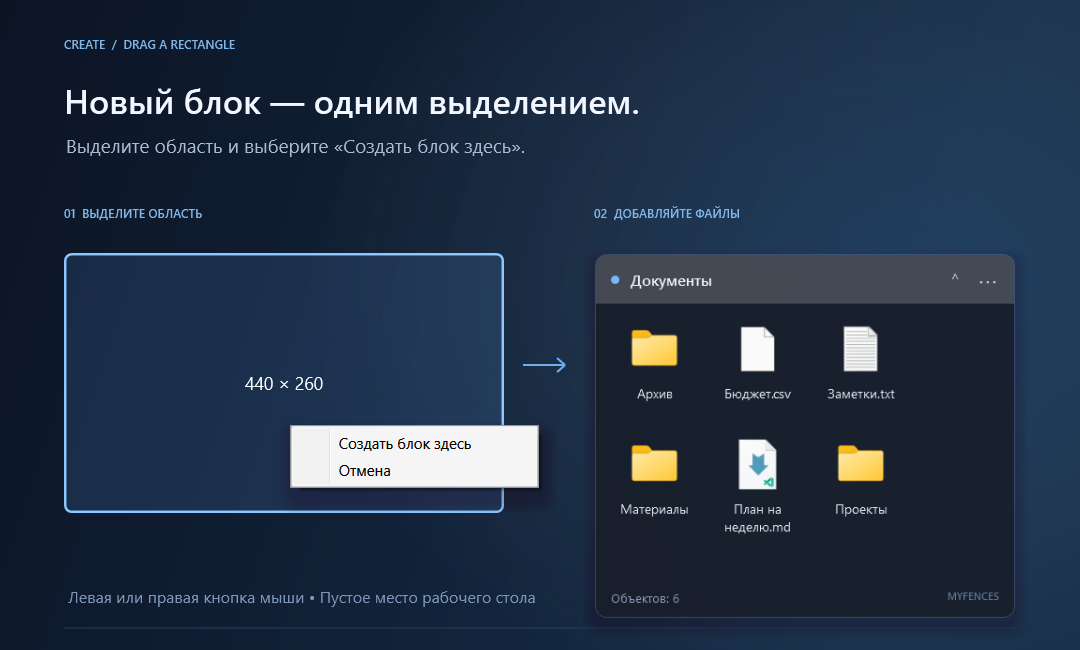 CREATE / DRAG A RECTANGLE
Новый блок — одним выделением.
Выделите область и выберите «Создать блок здесь».
01 ВЫДЕЛИТЕ ОБЛАСТЬ
440 × 260
Создать блок здесь
Отмена
02 ДОБАВЛЯЙТЕ ФАЙЛЫ
Документы
Архив
Бюджет.csv
Заметки.txt
Материалы
План на
неделю.md
Проекты
Объектов: 6
MYFENCES
Левая или правая кнопка мыши • Пустое место рабочего стола